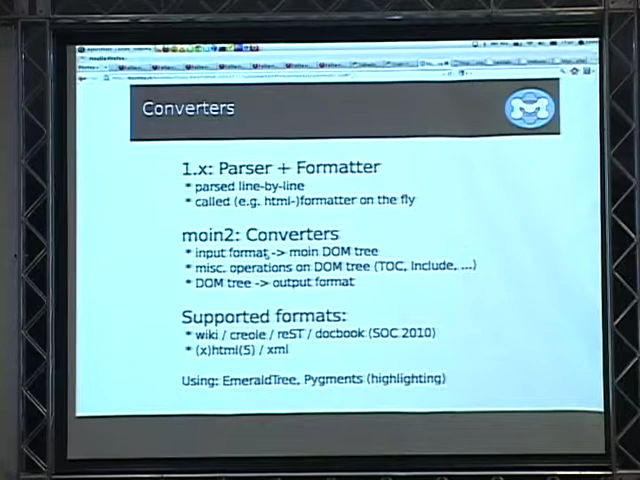 Converters
1.x: Parser + Formatter
* parsed line-by-line
* called (e.g. html-)formatter on the fly
moin2: Converters
* input format -> moin DOM tree
* misc. operations on DOM tree (TOC, Include, ...)
* DOM tree -> output format
Supported formats:
* wiki / creole / reST / docbook (SOC 2010)
* (x)html(5) / xml
Using: EmeraldTree, Pygments (highlighting)